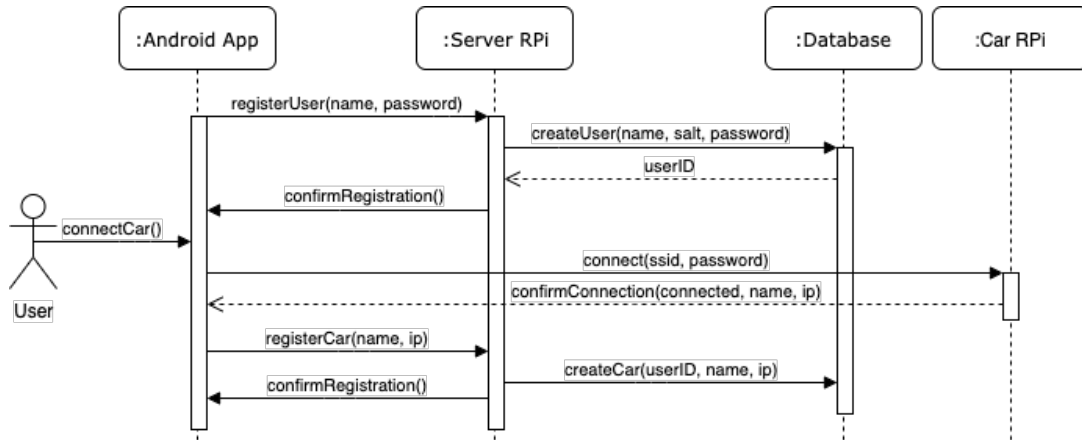 :Android App
:Server RPi
:Database
:Car RPi
registerUser(name, password)
createUser(name, salt, password)
userID
confirmRegistration()
connectCar()
User
connect(ssid, password)
confirmConnection(connected, name, ip)
registerCar(name, ip)
createCar(userID, name, ip)
confirmRegistration()